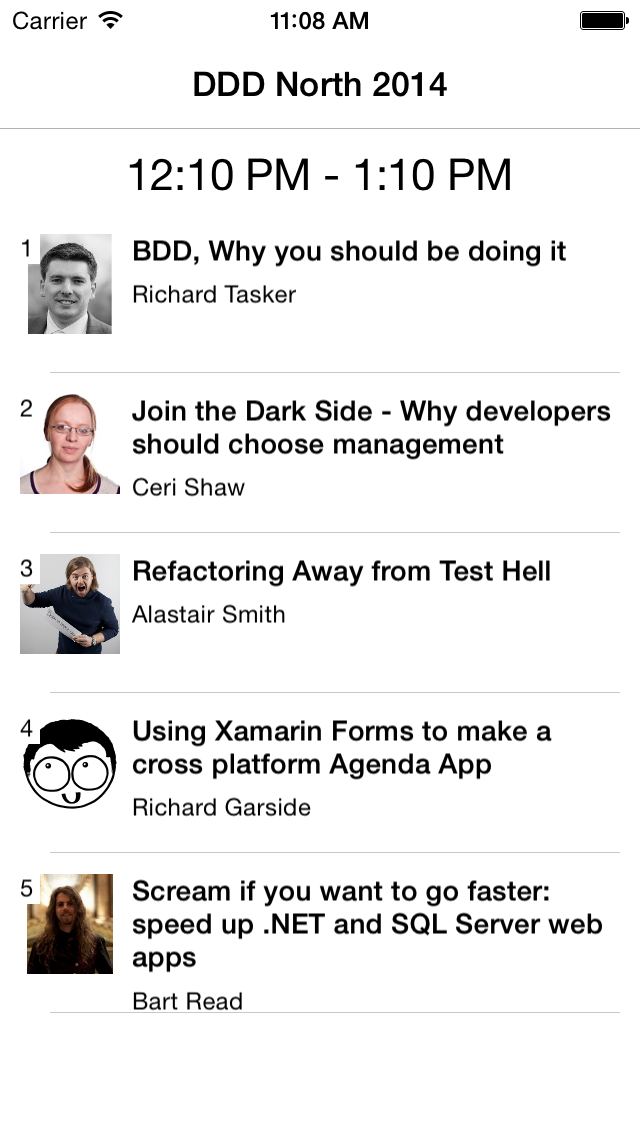 Carrier 11:08 AM
DDD North 2014
12:10 PM - 1:10 PM
1
BDD, Why you should be doing it
Richard Tasker
2
Join the Dark Side - Why developers
should choose management
Ceri Shaw
3
Refactoring Away from Test Hell
Alastair Smith
4
Using Xamarin Forms to make a
cross platform Agenda App
Richard Garside
5
Scream if you want to go faster:
speed up .NET and SQL Server web
apps
Bart Read